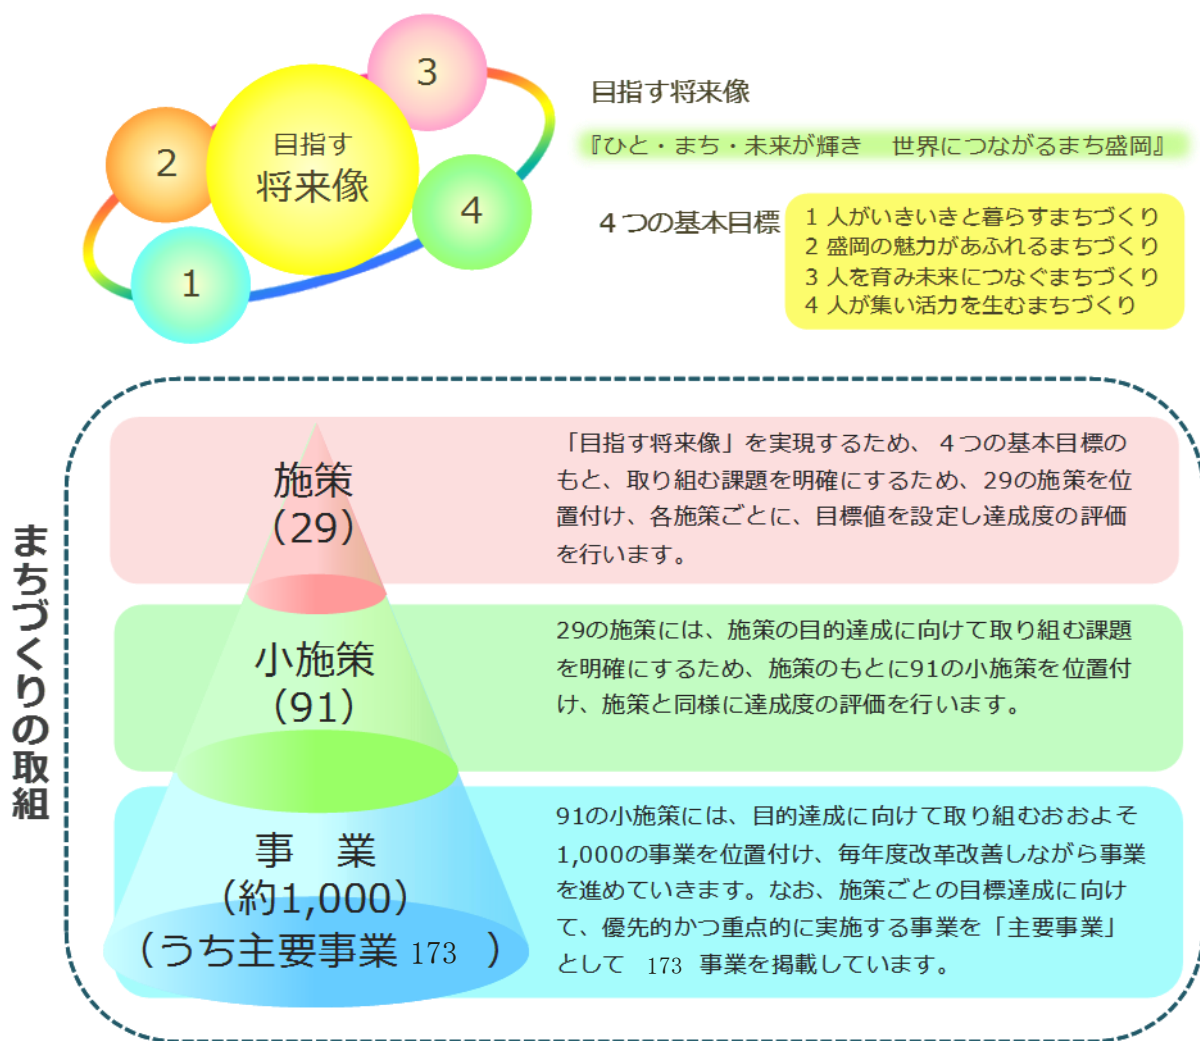 3
2
目指す
将来像
4
1
目指す将来像
『ひと・まち・未来が輝き　世界につながるまち盛岡』
４つの基本目標
1 人がいきいきと暮らすまちづくり
2 盛岡の魅力があふれるまちづくり
3 人を育み未来につなぐまちづくり
4 人が集い活力を生むまちづくり
まちづくりの取組
施策
（29）
「目指す将来像」を実現するため、４つの基本目標の
もと、取り組む課題を明確にするため、29の施策を位
置付け、各施策ごとに、目標値を設定し達成度の評価
を行います。
小施策
（91）
29の施策には、施策の目的達成に向けて取り組む課題
を明確にするため、施策のもとに91の小施策を位置付
け、施策と同様に達成度の評価を行います。
事　業
（約1,000）
（うち主要事業 173 ）
91の小施策には、目的達成に向けて取り組むおおよそ
1,000の事業を位置付け、毎年度改革改善しながら事業
を進めていきます。なお、施策ごとの目標達成に向け
て、優先的かつ重点的に実施する事業を「主要事業」
として 173 事業を掲載しています。